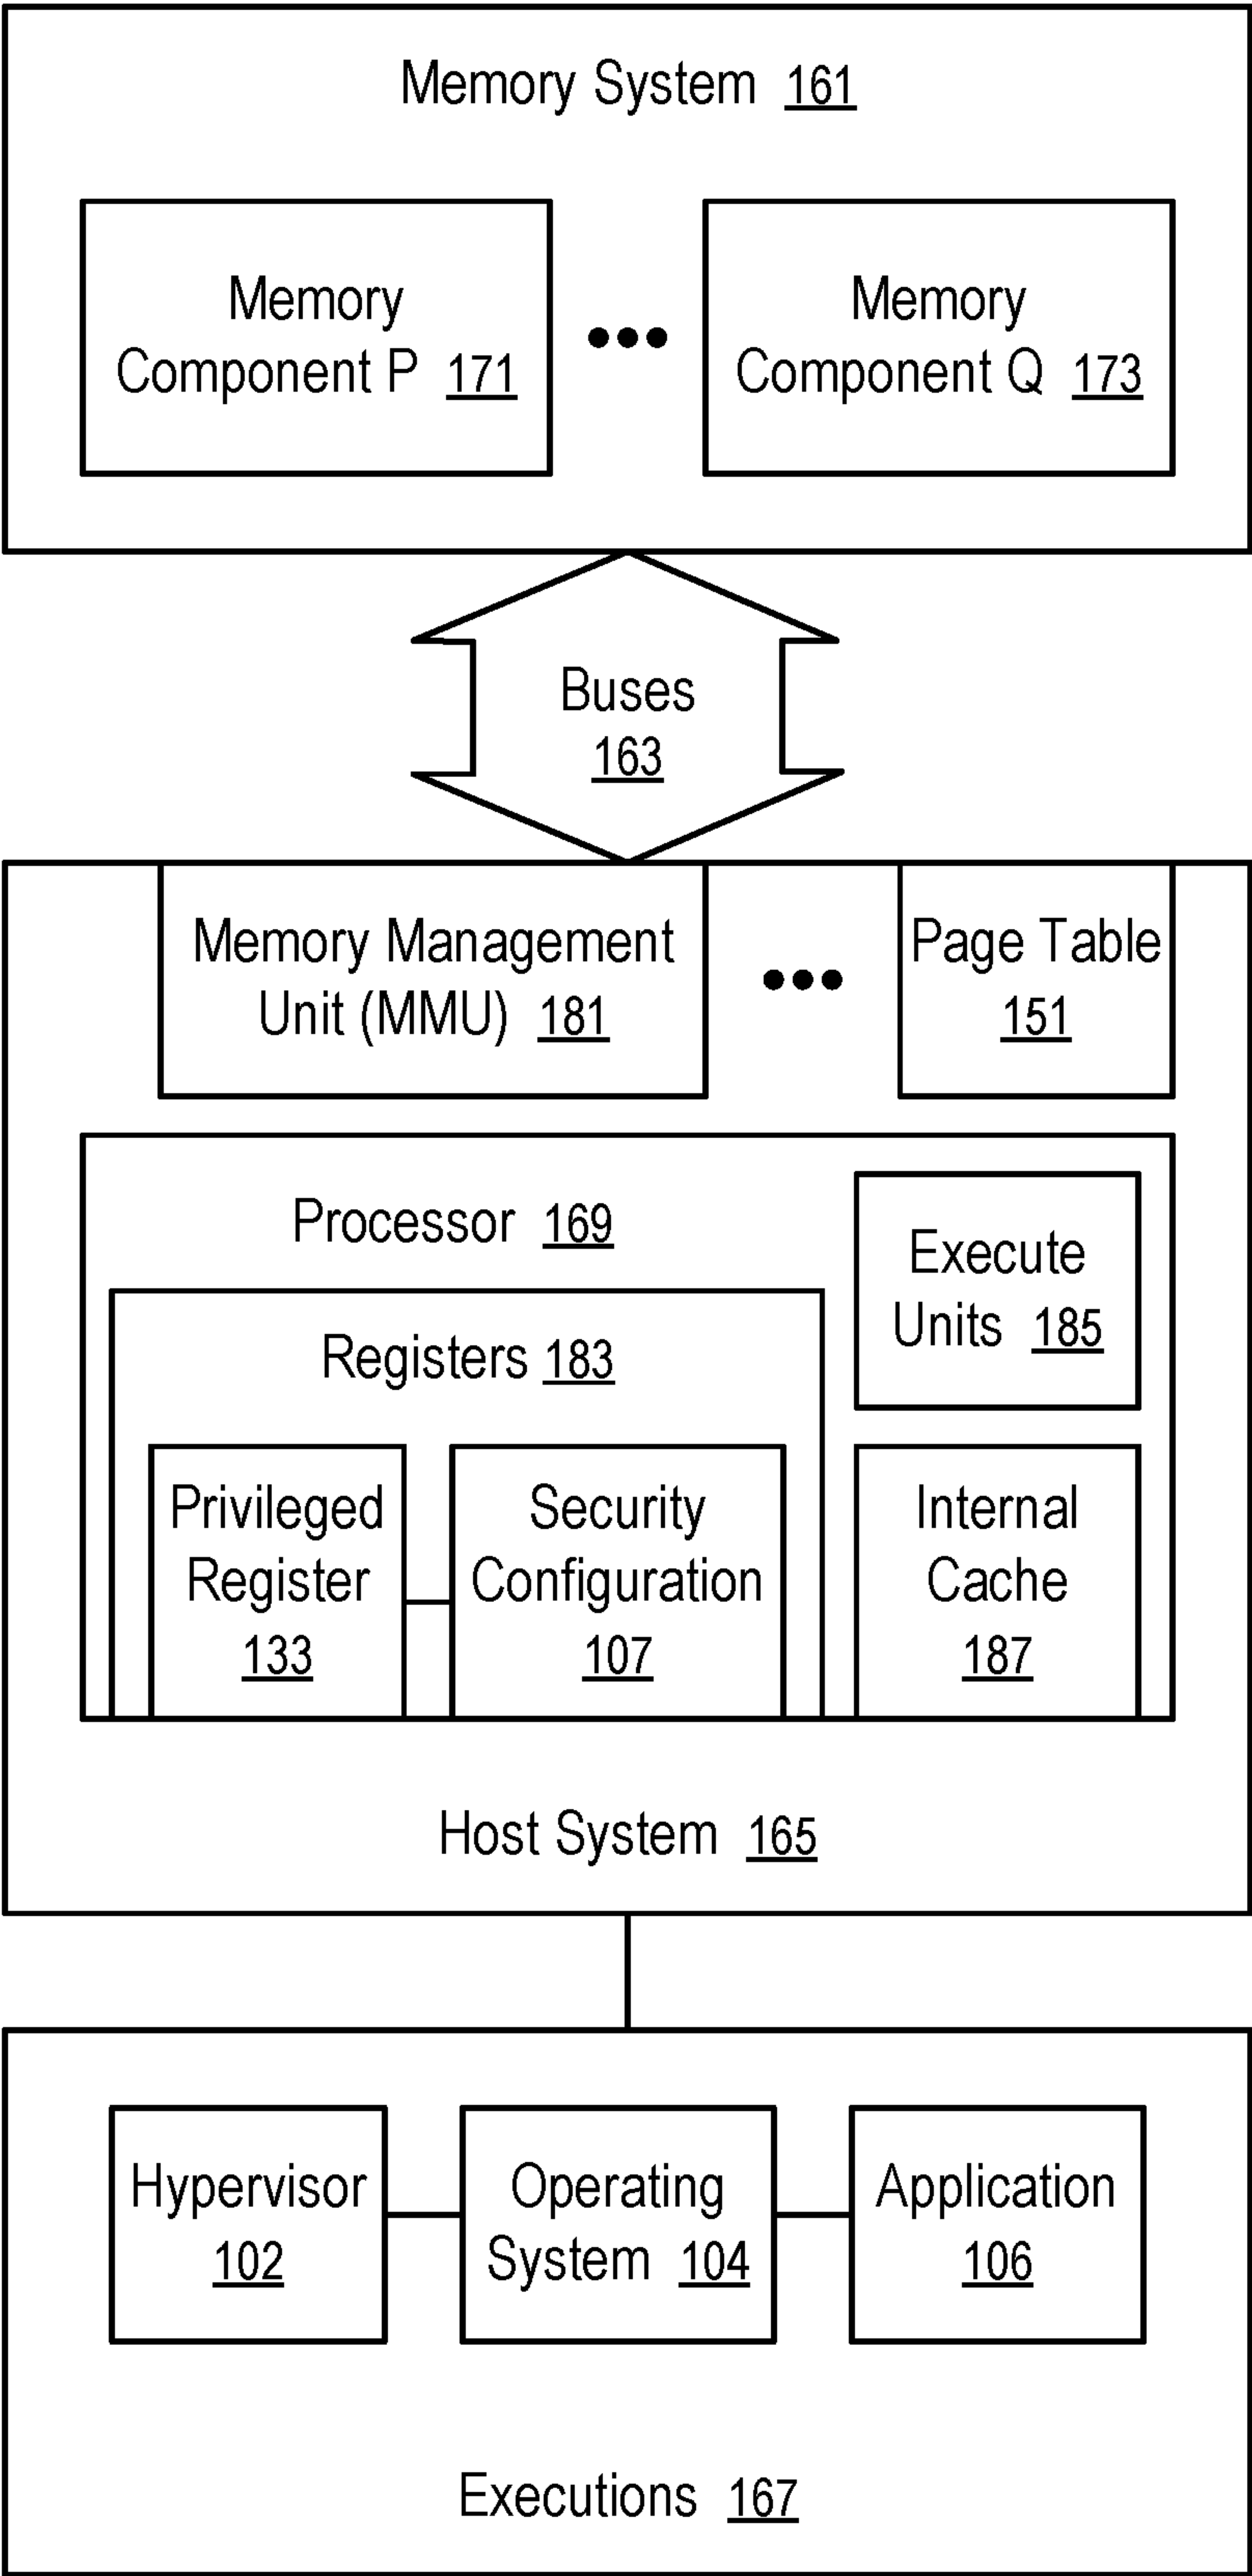 Memory System 161
Memory
Component P 171
Memory
Component Q 173
Buses
163
Memory Management
Unit (MMU) 181
Page Table
151
Processor 169
Execute
Units 185
Registers 183
Privileged
Register
133
Security
Configuration
107
Internal
Cache
187
Host System 165
Hypervisor
102
Operating
System 104
Application
106
Executions 167